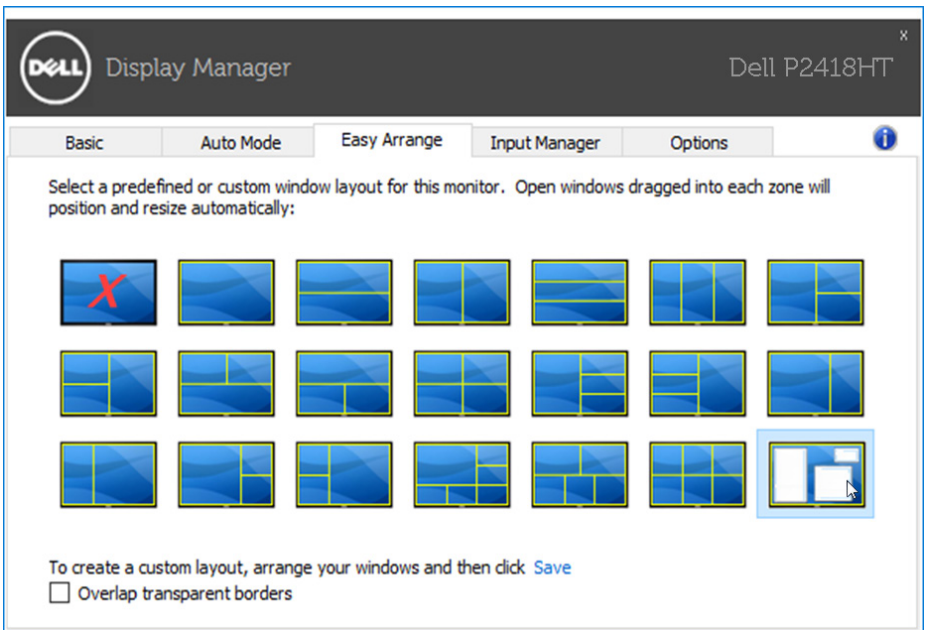 x
DELL Display Manager Dell P2418HT
Basic Auto Mode Easy Arrange Input Manager Options i
Select a predefined or custom window layout for this monitor. Open windows dragged into each zone will
position and resize automatically:
X
To create a custom layout, arrange your windows and then click Save
Overlap transparent borders